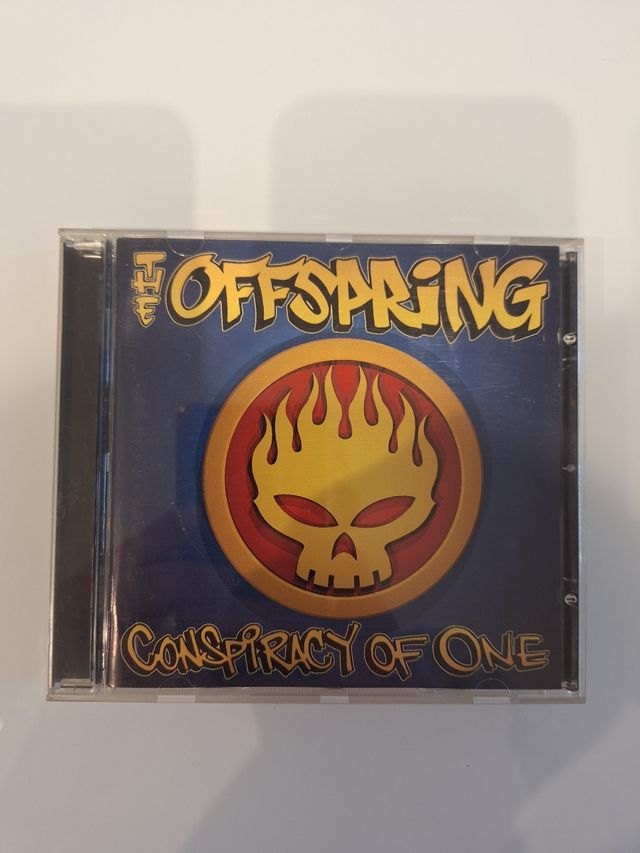 THE OFFSPRiNG
CONSPiRACY OF ONE